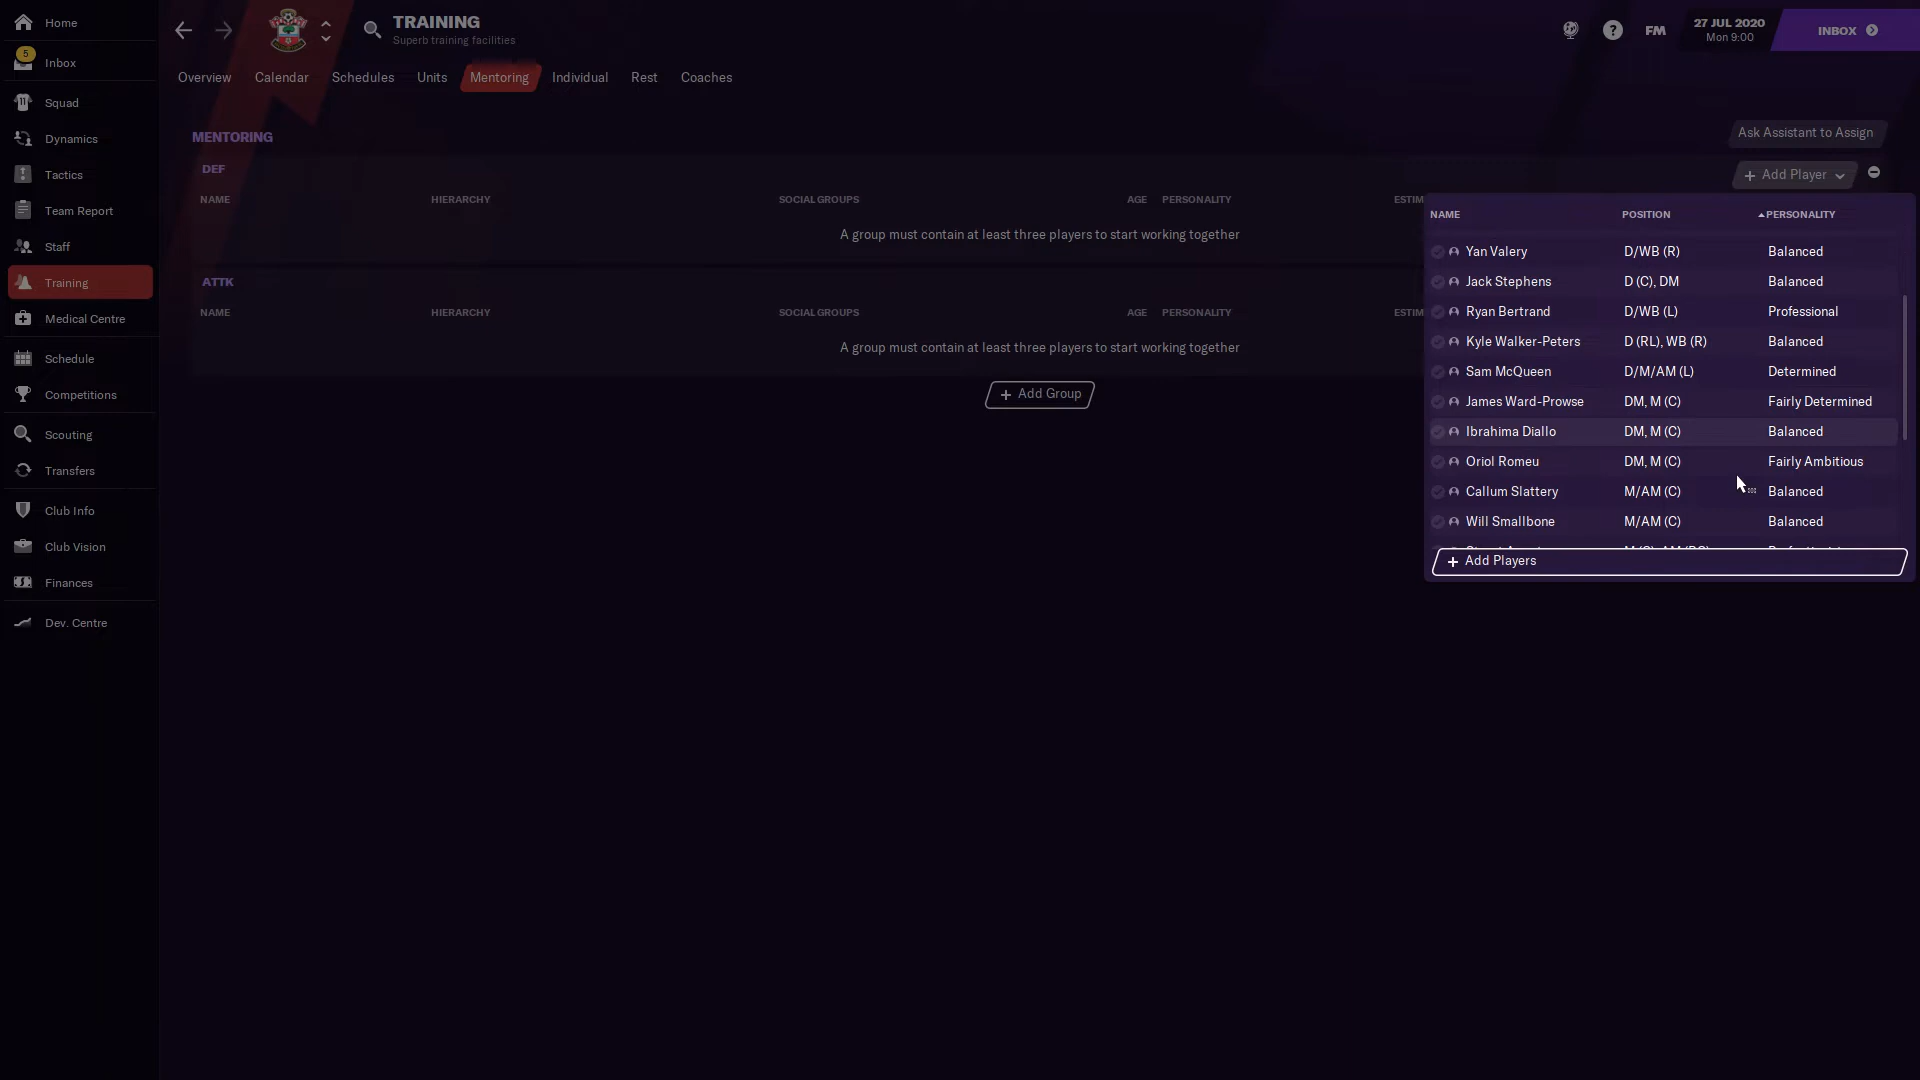 Home
5
Inbox
Squad
Dynamics
Tactics
Team Report
Staff
Training
Medical Centre
Schedule
Competitions
Scouting
Transfers
Club Info
Club Vision
Finances
Dev. Centre
TRAINING
Superb training facilities
FM
27 JUL 2020
Mon 9:00
INBOX
Overview Calendar Schedules Units Mentoring Individual Rest Coaches
MENTORING
Ask Assistant to Assign
DEF
Add Player
NAME HIERARCHY SOCIAL GROUPS AGE PERSONALITY ESTIM
A group must contain at least three players to start working together
ATTK
NAME HIERARCHY SOCIAL GROUPS AGE PERSONALITY ESTIM
A group must contain at least three players to start working together
Add Group
NAME POSITION PERSONALITY
Yan Valery D/WB (R) Balanced
Jack Stephens D (C), DM Balanced
Ryan Bertrand D/WB (L) Professional
Kyle Walker-Peters D (RL), WB (R) Balanced
Sam McQueen D/M/AM (L) Determined
James Ward-Prowse DM, M (C) Fairly Determined
Ibrahima Diallo DM, M (C) Balanced
Oriol Romeu DM, M (C) Fairly Ambitious
Callum Slattery M/AM (C) Balanced
Will Smallbone M/AM (C) Balanced
Add Players